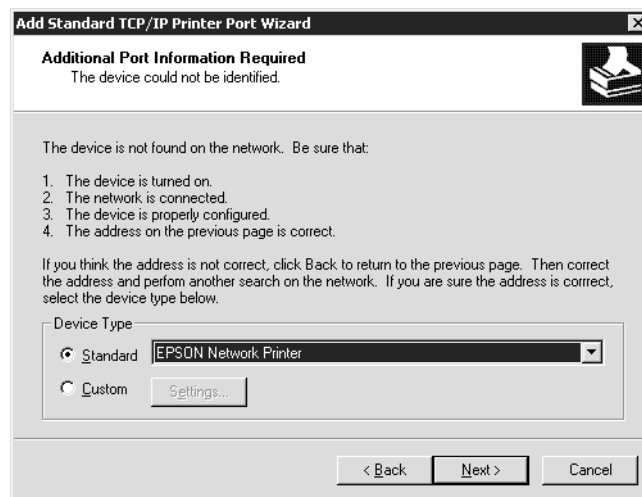 Add Standard TCP/IP Printer Port Wizard
Additional Port Information Required
The device could not be identified.
The device is not found on the network. Be sure that:
1. The device is turned on.
2. The network is connected.
3. The device is properly configured.
4. The address on the previous page is correct.
If you think the address is not correct, click Back to return to the previous page. Then correct
the address and perfom another search on the network. If you are sure the address is corrrect,
select the device type below.
Device Type
Standard EPSON Network Printer
Custom Settings...
< Back Next > Cancel